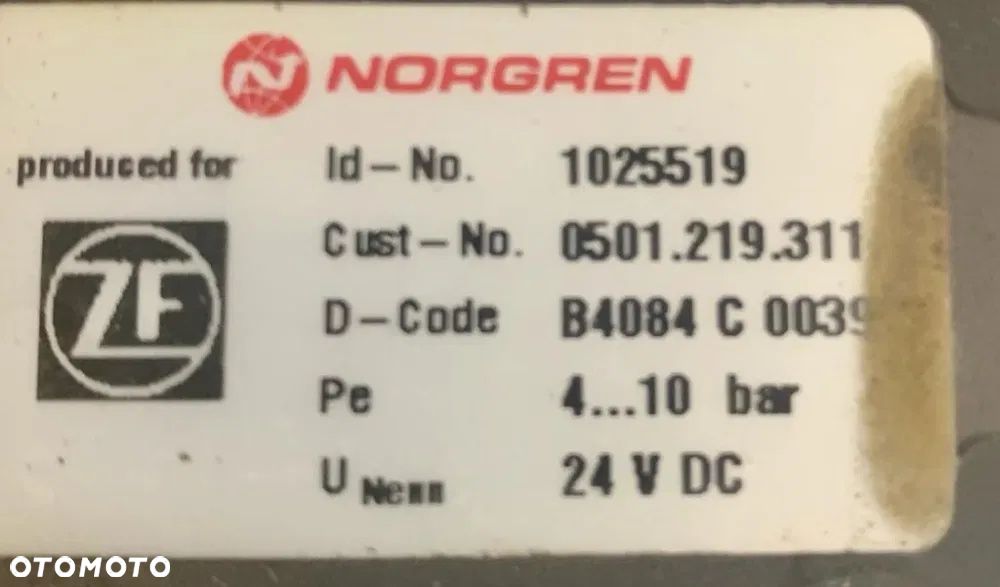 NORGREN
produced for
ZF
Id-No. 1025519
Cust-No. 0501.219.311
D-Code B4084 C 0039
Pe 4...10 bar
U Nenn 24 V DC
OTOMOTO